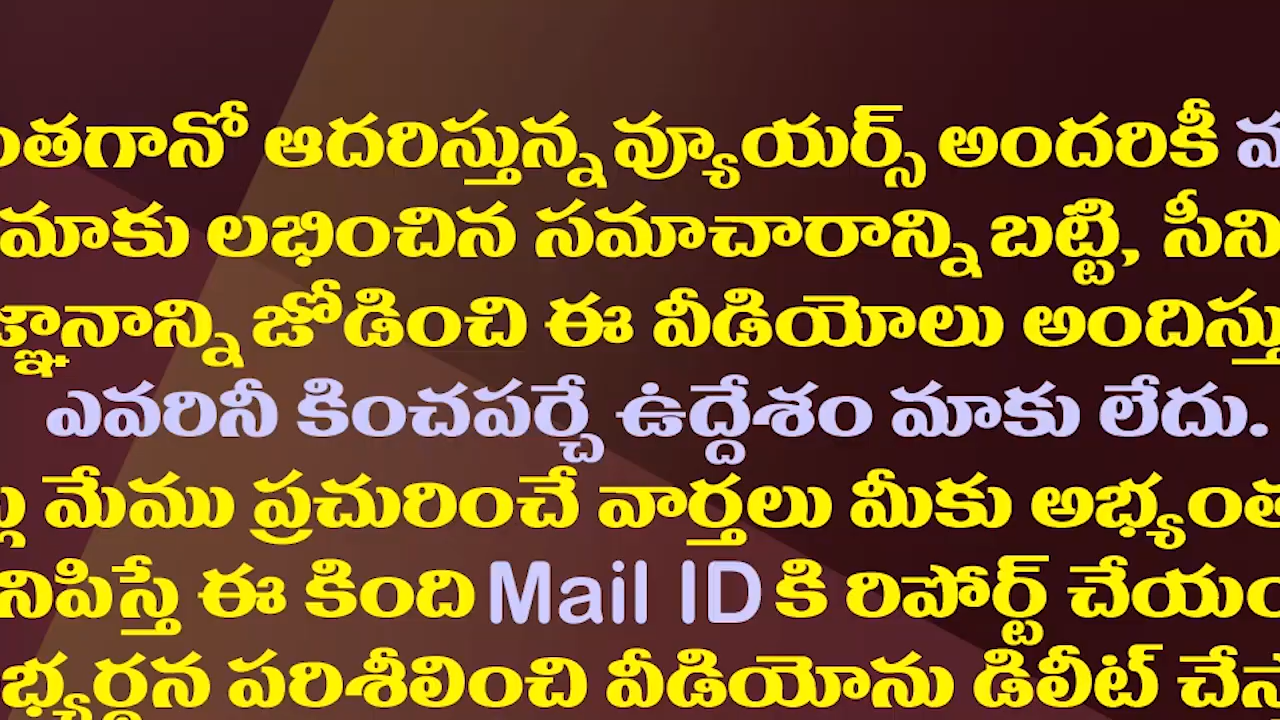 ంతగానో ఆదరిస్తున్న వ్యూయర్స్ అందరికీ
మాకు లభించిన సమాచారాన్ని బట్టి, సీని
జ్ఞానాన్ని జోడించి ఈ వీడియోలు అందిస్తు
ఎవరినీ కించపర్చే ఉద్దేశం మాకు లేదు.
మేము ప్రచురించే వార్తలు మీకు అభ్యంత
నిపిస్తే ఈ కింది Mail ID కి రిపోర్ట్ చేయం
భ్యర్థన పరిశీలించి వీడియోను డిలీట్ చేస